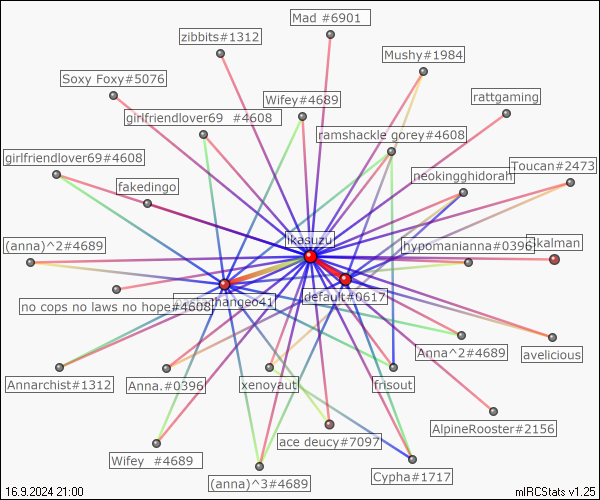 Mad #6901
zibbits#1312
Mushy#1984
Soxy Foxy#5076
Wifey#4689
rattgaming
girlfriendlover69 #4608
ramshackle gorey#4608
girlfriendlover69#4608
Toucan#2473
neokingghidorah
fakedingo
ikasuzu
(anna)^2#4689
hypomanianna#0396
kalman
default#0617
hangeo41
no cops no laws no hope#4608
Anna^2#4689
avelicious
Annarchist#1312
Anna.#0396
xenoyaut
frisout
AlpineRooster#2156
ace deucy#7097
Wifey #4689
(anna)^3#4689
Cypha#1717
16.9.2024 21:00
mIRCStats v1.25